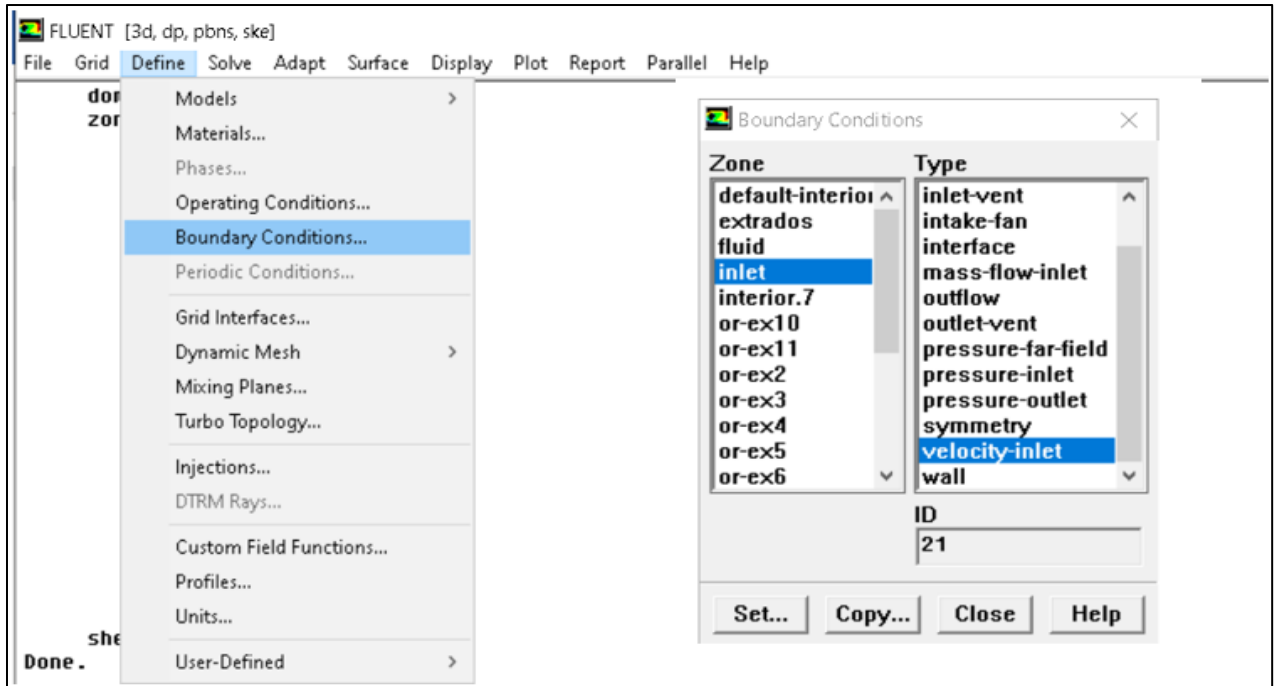 FLUENT [3d, dp, pbns, ske]
File Grid Define Solve Adapt Surface Display Plot Report Parallel Help
Models
Materials...
Phases...
Operating Conditions...
Boundary Conditions...
Periodic Conditions...
Grid Interfaces...
Dynamic Mesh
Mixing Planes...
Turbo Topology...
Injections...
DTRM Rays...
Custom Field Functions...
Profiles...
Units...
User-Defined
Done.
Boundary Conditions
Zone
default-interior
extrados
fluid
inlet
interior.7
or-ex10
or-ex11
or-ex2
or-ex3
or-ex4
or-ex5
or-ex6
Type
inlet-vent
intake-fan
interface
mass-flow-inlet
outflow
outlet-vent
pressure-far-field
pressure-inlet
pressure-outlet
symmetry
velocity-inlet
wall
ID
21
Set... Copy... Close Help